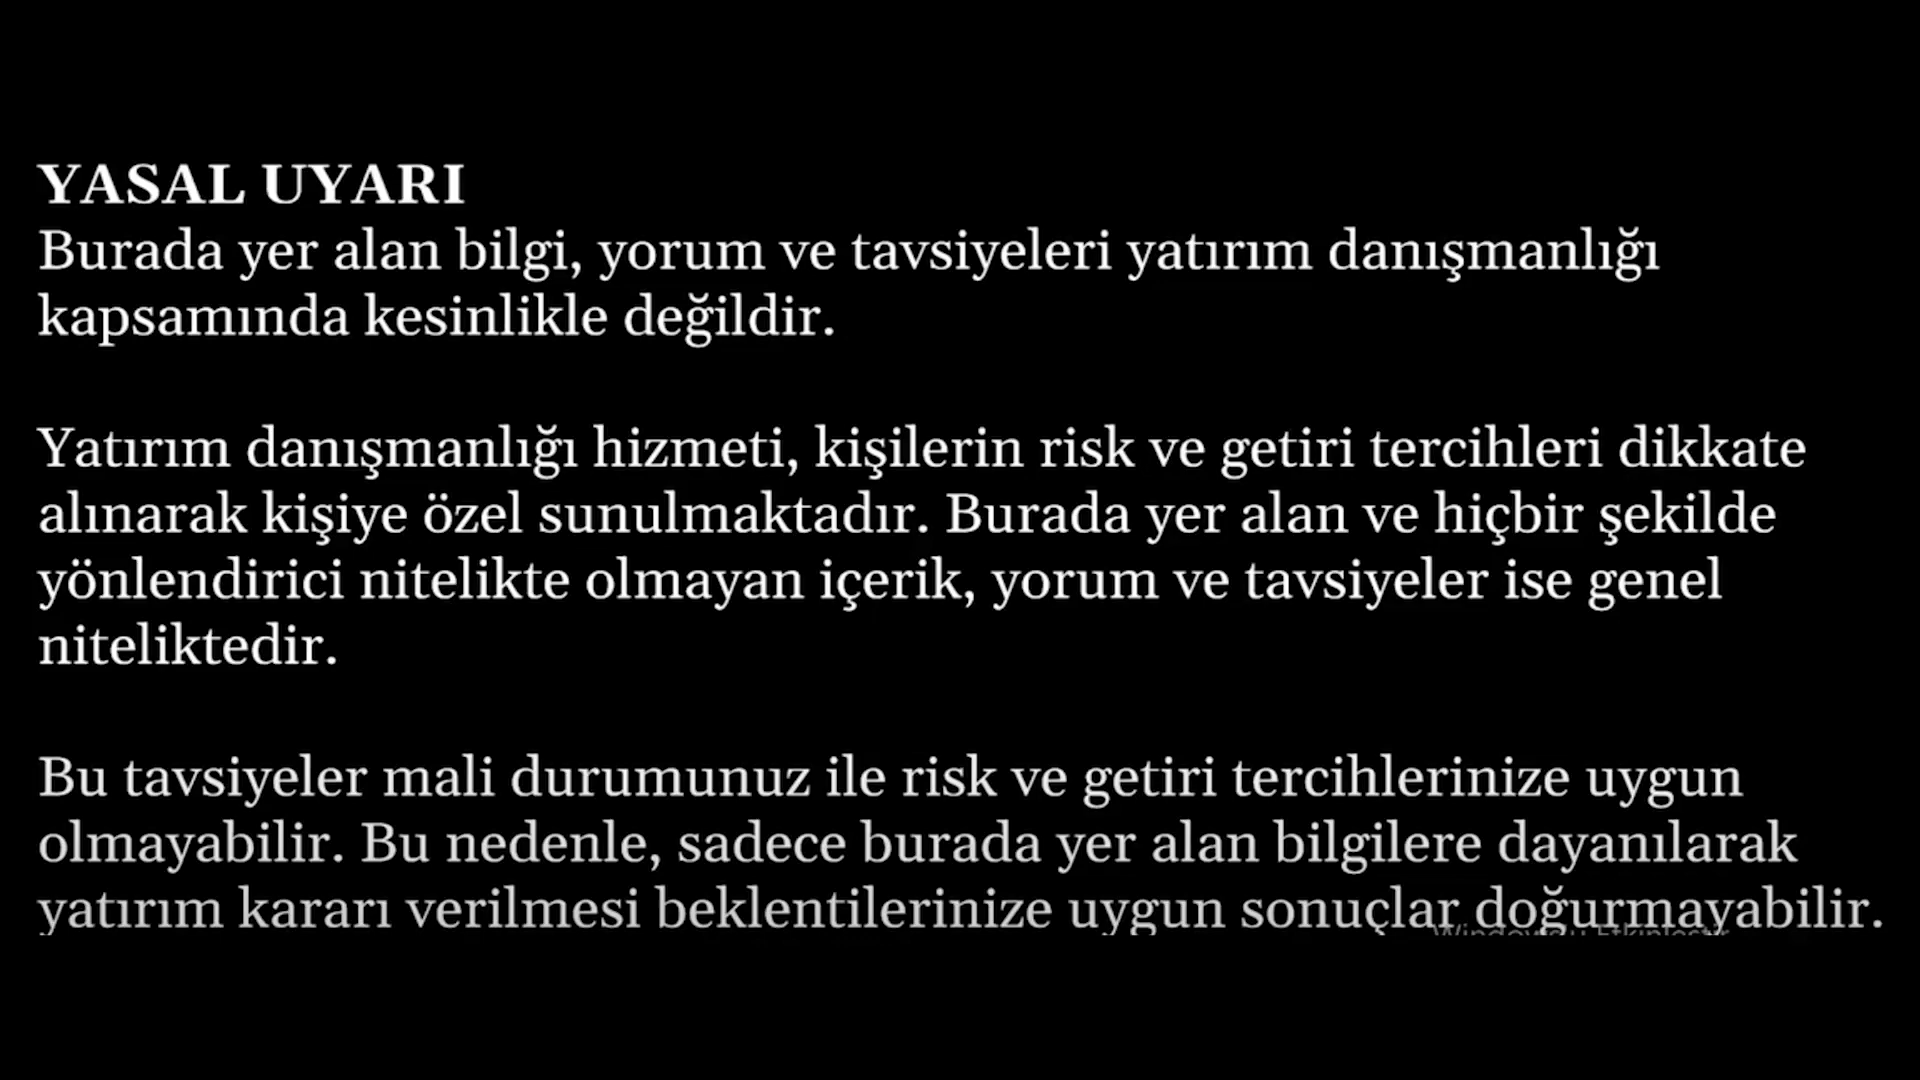 YASAL UYARI
Burada yer alan bilgi, yorum ve tavsiyeleri yatırım danışmanlığı
kapsamında kesinlikle değildir.
Yatırım danışmanlığı hizmeti, kişilerin risk ve getiri tercihleri dikkate
alınarak kişiye özel sunulmaktadır. Burada yer alan ve hiçbir şekilde
yönlendirici nitelikte olmayan içerik, yorum ve tavsiyeler ise genel
niteliktedir.
Bu tavsiyeler mali durumunuz ile risk ve getiri tercihlerinize uygun
olmayabilir. Bu nedenle, sadece burada yer alan bilgilere dayanılarak
yatırım kararı verilmesi beklentilerinize uygun sonuçlar doğurmayabilir.